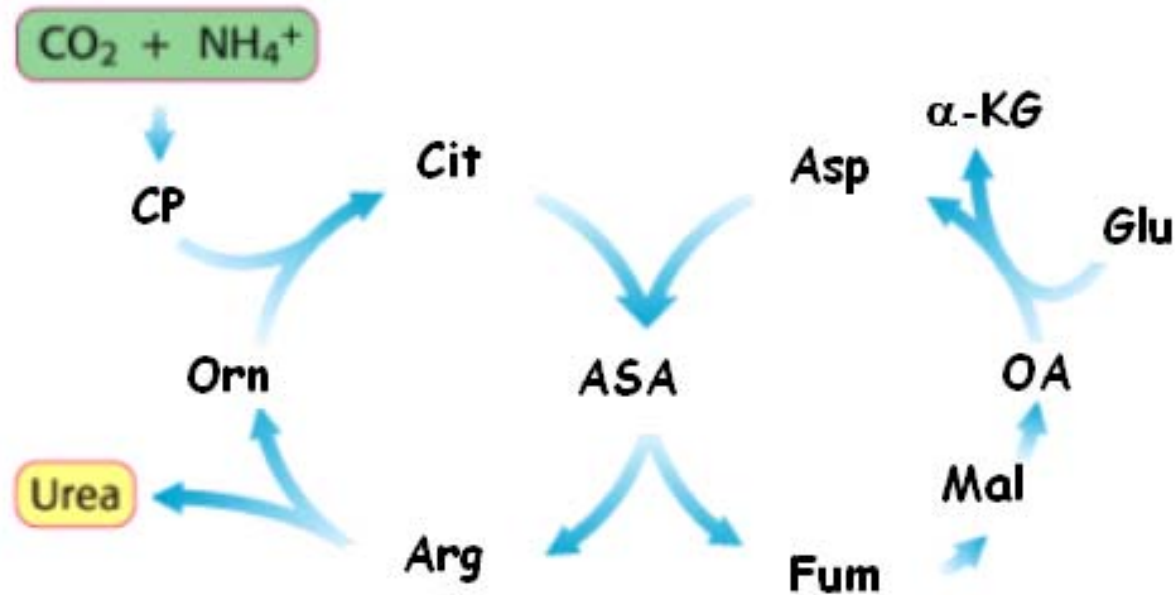 CO₂ + NH₄⁺
α-KG
Cit
Asp
CP
Glu
Orn
ASA
OA
Urea
Mal
Arg
Fum